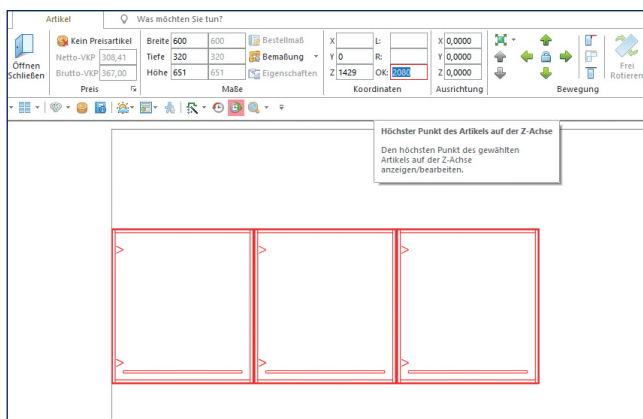 Artikel
Was möchten Sie tun?
Öffnen
Schließen
Kein Preisartikel
Netto-VKP 308,41
Brutto-VKP 367,00
Preis
Breite 600 600
Tiefe 320 320
Höhe 651 651
Bestellmaß
Bemaßung
Eigenschaften
Maße
X L:
Y 0 R:
Z 1429 OK: 2080
Koordinaten
X 0,0000
Y 0,0000
Z 0,0000
Ausrichtung
Bewegung
Frei
Rotieren
Höchster Punkt des Artikels auf der Z-Achse
Den höchsten Punkt des gewählten
Artikels auf der Z-Achse
anzeigen/bearbeiten.